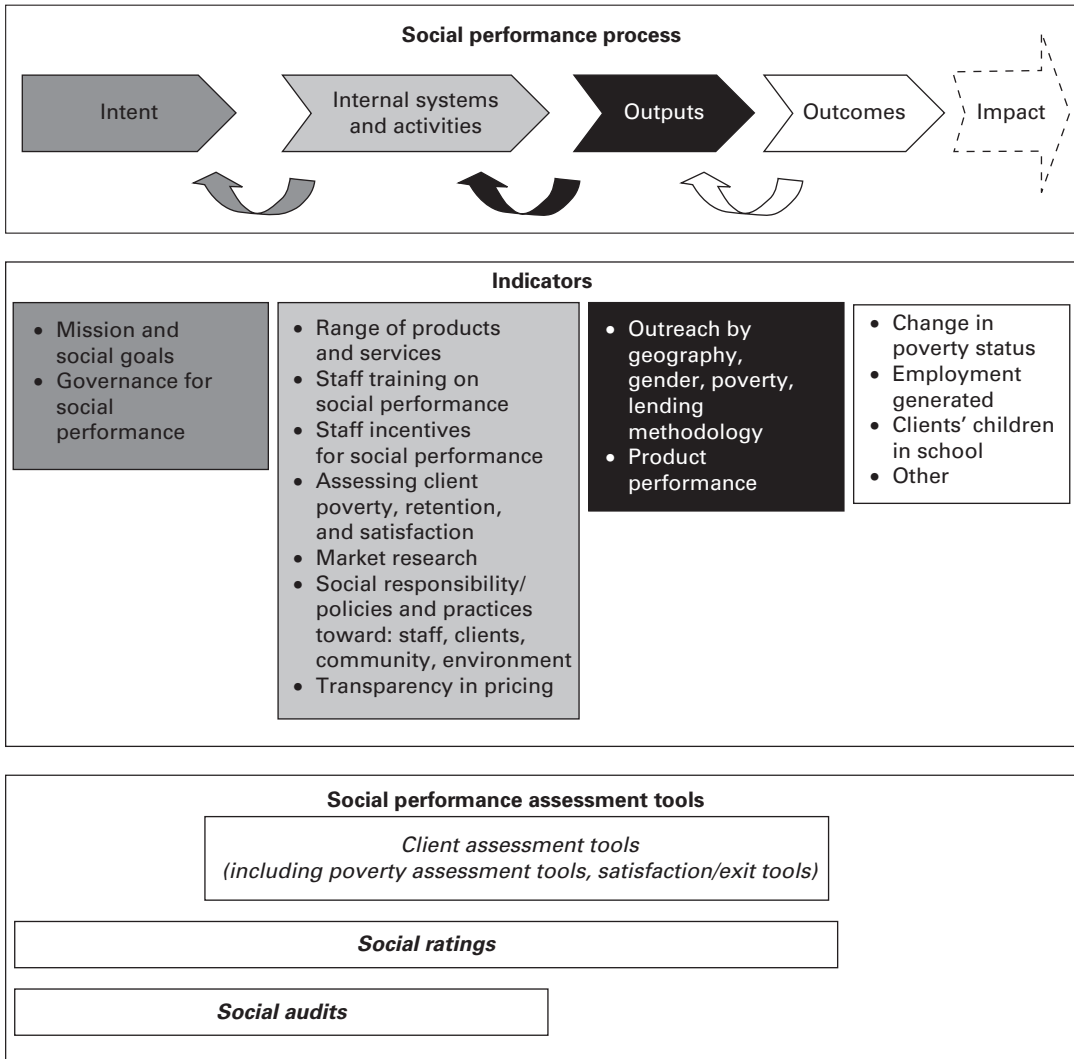 Social performance process
Intent
Internal systems
and activities
Outputs
Outcomes
Impact
Indicators
• Mission and
social goals
• Governance for
social
performance
• Range of products
and services
• Staff training on
social performance
• Staff incentives
for social performance
• Assessing client
poverty, retention,
and satisfaction
• Market research
• Social responsibility/
policies and practices
toward: staff, clients,
community, environment
• Transparency in pricing
• Outreach by
geography,
gender, poverty,
lending
methodology
• Product
performance
• Change in
poverty status
• Employment
generated
• Clients’ children
in school
• Other
Social performance assessment tools
Client assessment tools
(including poverty assessment tools, satisfaction/exit tools)
Social ratings
Social audits